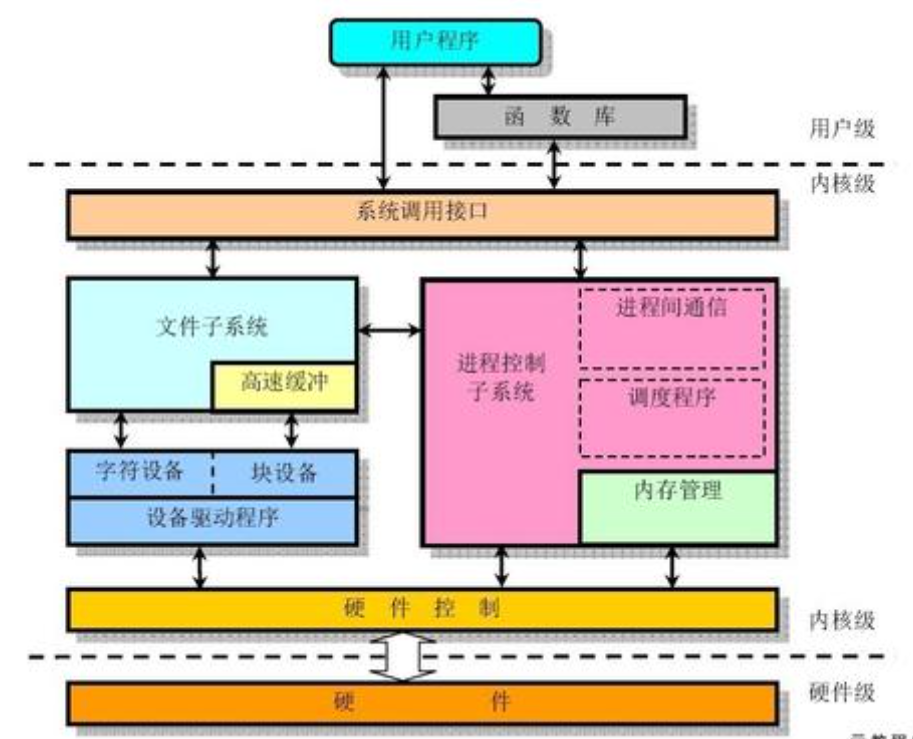 用户程序
函 数 库
用户级
内核级
系统调用接口
文件子系统
高速缓冲
进程控制
子系统
进程间通信
调度程序
内存管理
字符设备
块设备
设备驱动程序
硬 件 控 制
内核级
硬 件
硬件级